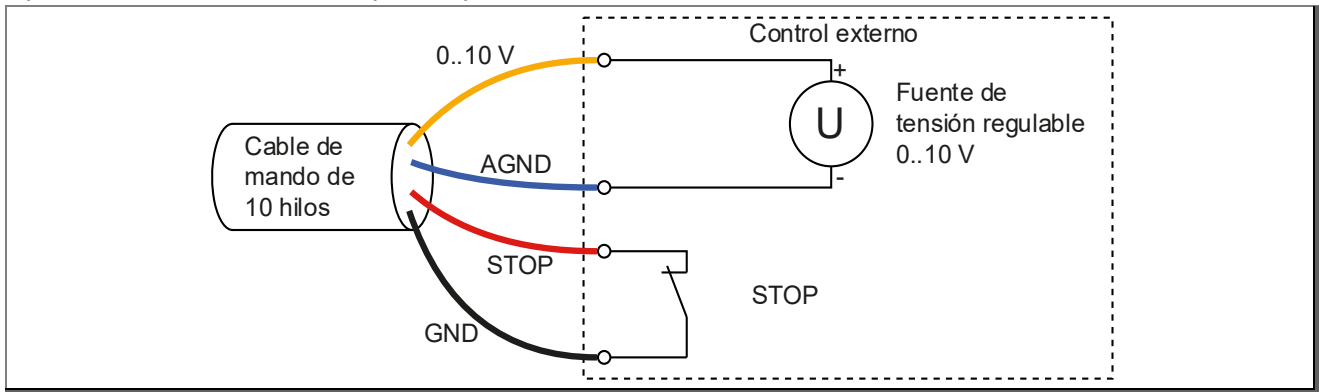 Control externo
0..10 V
+
U
Fuente de
tensión regulable
0..10 V
-
Cable de
mando de
10 hilos
AGND
STOP
STOP
GND